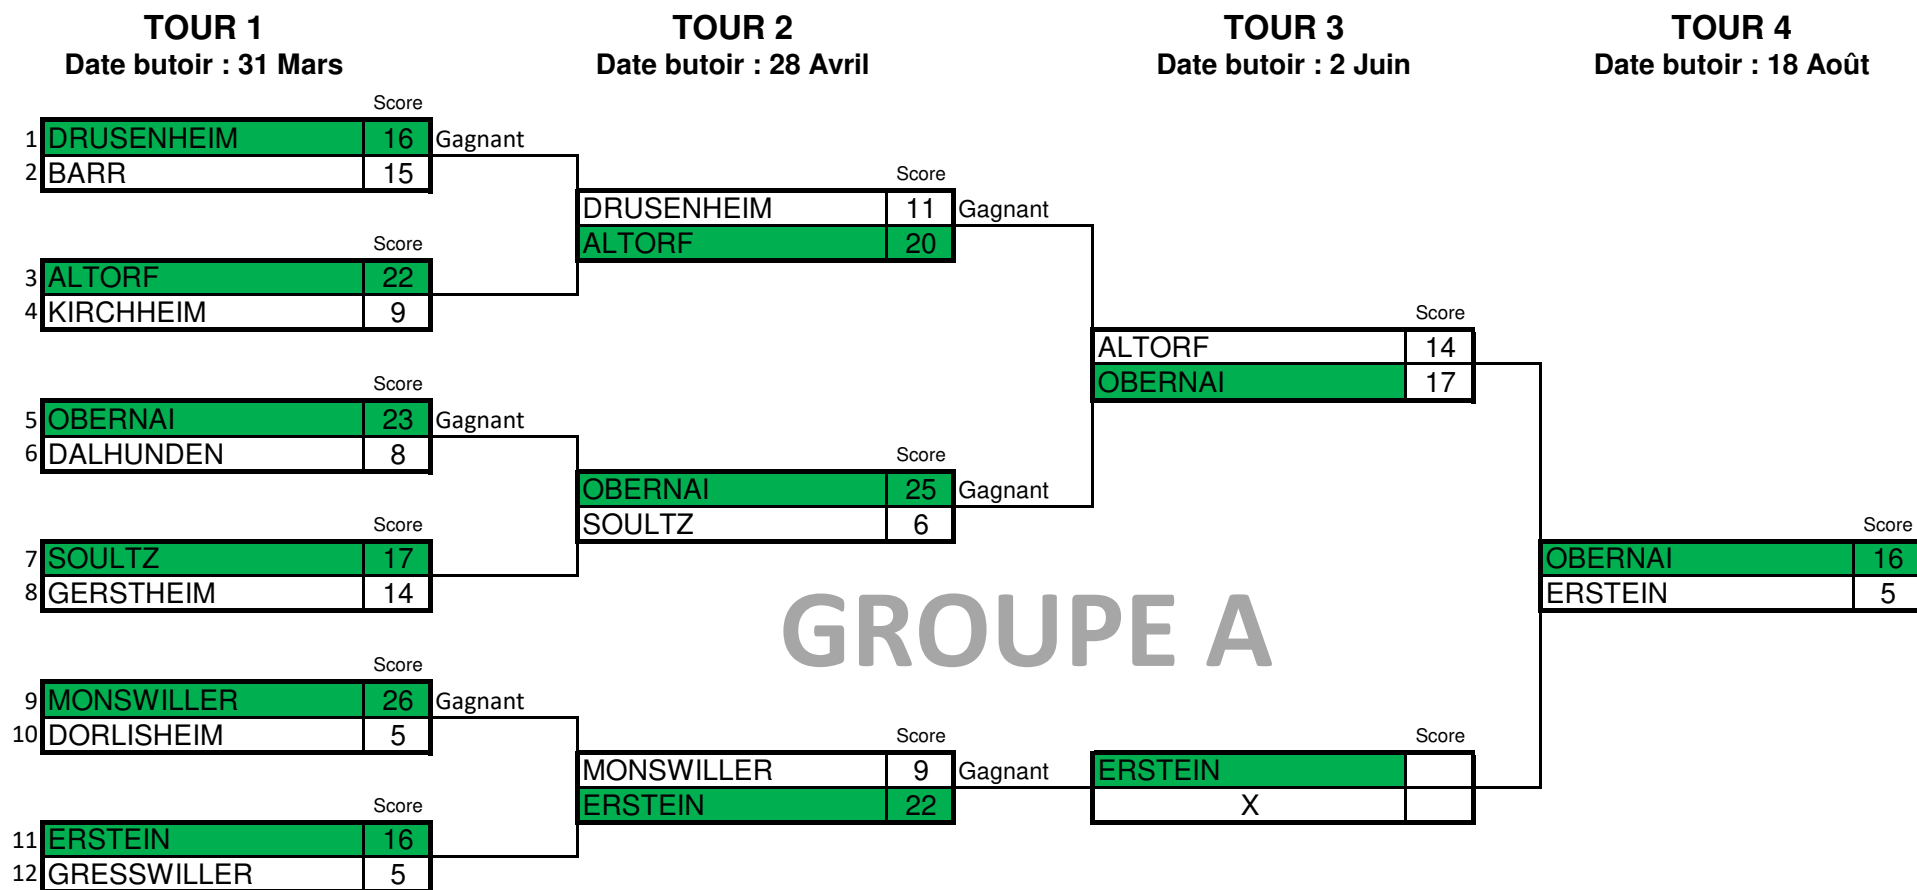 TOUR 1
Date butoir : 31 Mars
TOUR 2
Date butoir : 28 Avril
TOUR 3
Date butoir : 2 Juin
TOUR 4
Date butoir : 18 Août
Score
1 DRUSENHEIM 16 Gagnant
2 BARR 15
Score
3 ALTORF 22
4 KIRCHHEIM 9
Score
5 OBERNAI 23 Gagnant
6 DALHUNDEN 8
Score
7 SOULTZ 17
8 GERSTHEIM 14
Score
9 MONSWILLER 26 Gagnant
10 DORLISHEIM 5
Score
11 ERSTEIN 16
12 GRESSWILLER 5
Score
DRUSENHEIM 11 Gagnant
ALTORF 20
Score
OBERNAI 25 Gagnant
SOULTZ 6
Score
MONSWILLER 9 Gagnant
ERSTEIN 22
Score
ALTORF 14
OBERNAI 17
Score
ERSTEIN
X
Score
OBERNAI 16
ERSTEIN 5
GROUPE A